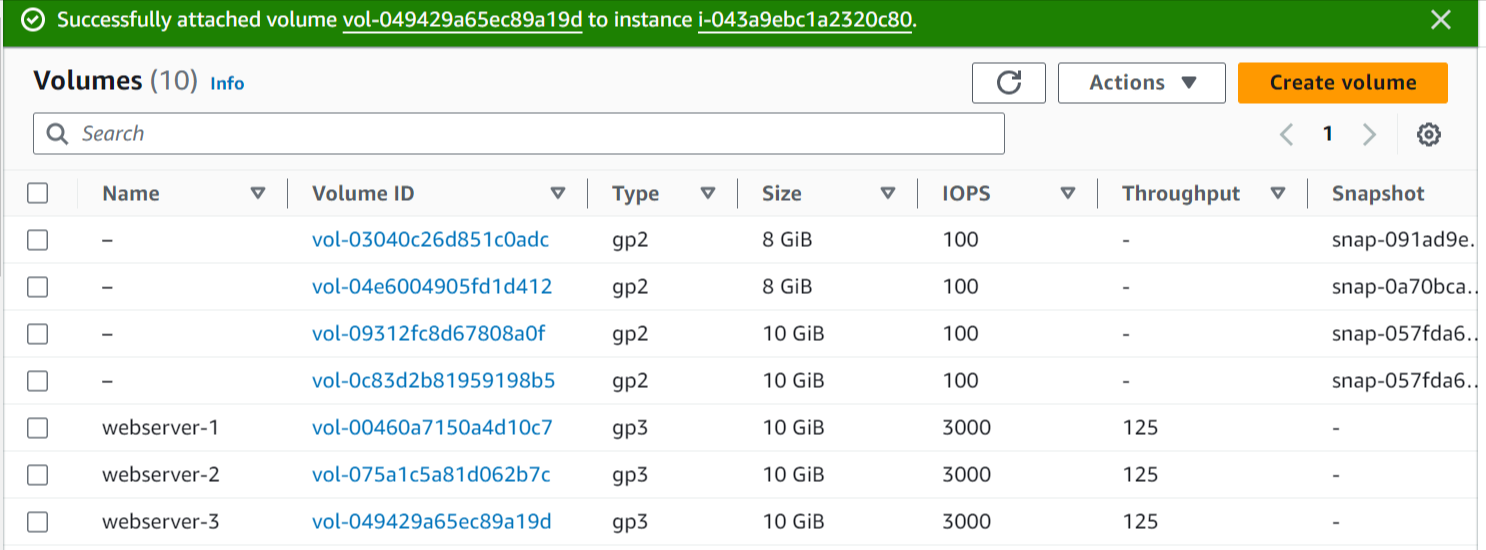 Successfully attached volume vol-049429a65ec89a19d to instance i-043a9ebc1a2320c80.
Volumes (10) Info
Actions
Create volume
Search
1
Name Volume ID Type Size IOPS Throughput Snapshot
– vol-03040c26d851c0adc gp2 8 GiB 100 - snap-091ad9e...
– vol-04e6004905fd1d412 gp2 8 GiB 100 - snap-0a70bca...
– vol-09312fc8d67808a0f gp2 10 GiB 100 - snap-057fda6...
– vol-0c83d2b81959198b5 gp2 10 GiB 100 - snap-057fda6...
webserver-1 vol-00460a7150a4d10c7 gp3 10 GiB 3000 125 -
webserver-2 vol-075a1c5a81d062b7c gp3 10 GiB 3000 125 -
webserver-3 vol-049429a65ec89a19d gp3 10 GiB 3000 125 -